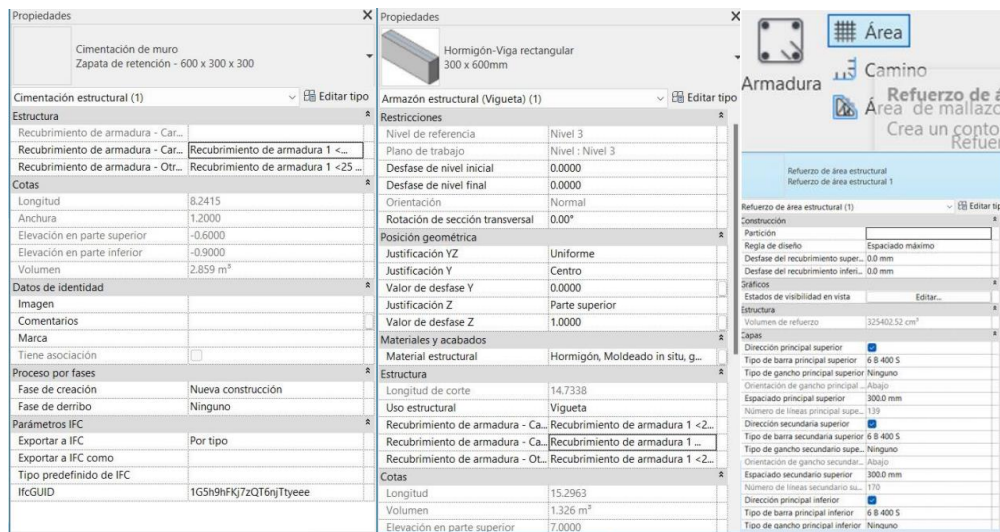 Propiedades X
Cimentación de muro
Zapata de retención - 600 x 300 x 300
Cimentación estructural (1) Editar tipo
Estructura
Recubrimiento de armadura - Car...
Recubrimiento de armadura - Car... Recubrimiento de armadura 1 <...
Recubrimiento de armadura - Otr... Recubrimiento de armadura 1 <25 ...
Cotas
Longitud 8.2415
Anchura 1.2000
Elevación en parte superior -0.6000
Elevación en parte inferior -0.9000
Volumen 2.859 m³
Datos de identidad
Imagen
Comentarios
Marca
Tiene asociación
Proceso por fases
Fase de creación Nueva construcción
Fase de derribo Ninguno
Parámetros IFC
Exportar a IFC Por tipo
Exportar a IFC como
Tipo predefinido de IFC
IfcGUID 1G5h9hFKj7zQT6njTtyeee
Propiedades X
Hormigón-Viga rectangular
300 x 600mm
Armazón estructural (Vigueta) (1) Editar tipo
Restricciones
Nivel de referencia Nivel 3
Plano de trabajo Nivel : Nivel 3
Desfase de nivel inicial 0.0000
Desfase de nivel final 0.0000
Orientación Normal
Rotación de sección transversal 0.00°
Posición geométrica
Justificación YZ Uniforme
Justificación Y Centro
Valor de desfase Y 0.0000
Justificación Z Parte superior
Valor de desfase Z 1.0000
Materiales y acabados
Material estructural Hormigón, Moldeado in situ, g...
Estructura
Longitud de corte 14.7338
Uso estructural Vigueta
Recubrimiento de armadura - Ca... Recubrimiento de armadura 1 <2...
Recubrimiento de armadura - Ca... Recubrimiento de armadura 1 ...
Recubrimiento de armadura - Ot... Recubrimiento de armadura 1 <2...
Cotas
Longitud 15.2963
Volumen 1.326 m³
Elevación en parte superior 7.0000
Armadura
Área
Camino
Área de mallazo
Refuerzo de á
Crea un conto
Refuer
Refuerzo de área estructural
Refuerzo de área estructural 1
Refuerzo de área estructural (1) Editar tip
Construcción
Partición
Regla de diseño Espaciado máximo
Desfase del recubrimiento super... 0.0 mm
Desfase del recubrimiento inferi... 0.0 mm
Gráficos
Estados de visibilidad en vista Editar...
Estructura
Volumen de refuerzo 325402.52 cm³
Capas
Dirección principal superior
Tipo de barra principal superior 6 B 400 S
Tipo de gancho principal superior Ninguno
Orientación de gancho principal ... Abajo
Espaciado principal superior 300.0 mm
Número de líneas principal supe... 139
Dirección secundaria superior
Tipo de barra secundaria superior 6 B 400 S
Tipo de gancho secundario supe... Ninguno
Orientación de gancho secundar... Abajo
Espaciado secundario superior 300.0 mm
Número de líneas secundario su... 170
Dirección principal inferior
Tipo de barra principal inferior 6 B 400 S
Tipo de gancho principal inferior Ninguno